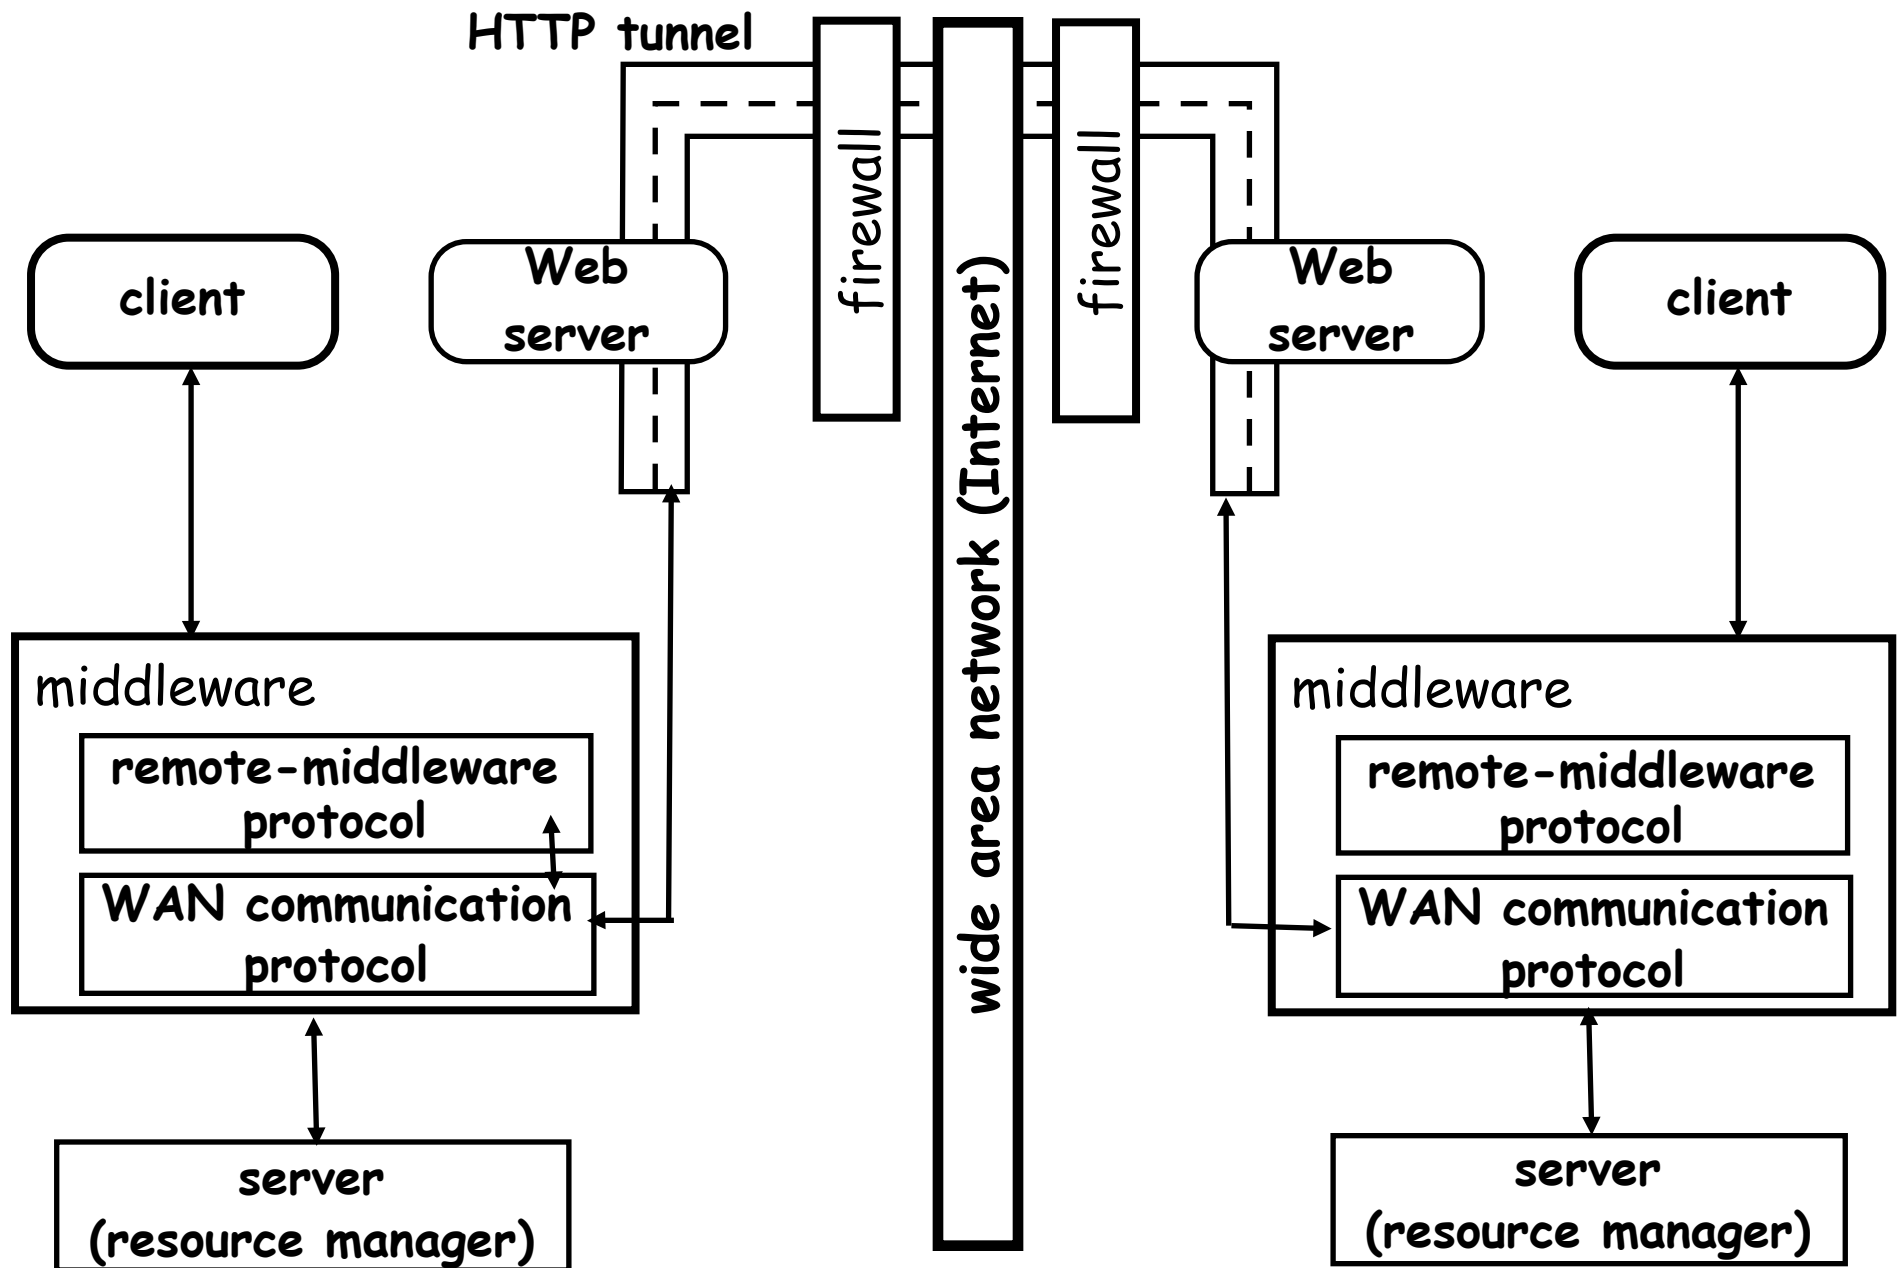 HTTP tunnel
firewall
firewall
wide area network (Internet)
client
Web
server
Web
server
client
middleware
remote-middleware
protocol
WAN communication
protocol
server
(resource manager)
middleware
remote-middleware
protocol
WAN communication
protocol
server
(resource manager)